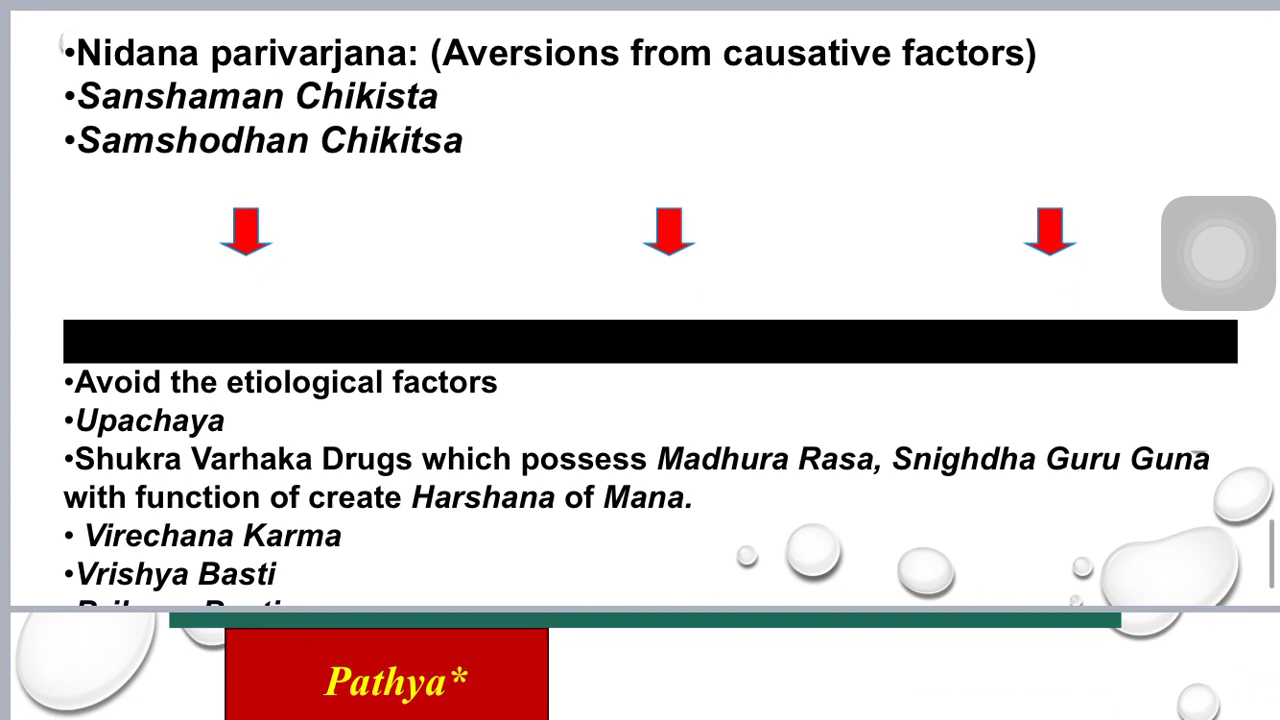 •Nidana parivarjana: (Aversions from causative factors)
•Sanshaman Chikista
•Samshodhan Chikitsa
•Avoid the etiological factors
•Upachaya
•Shukra Varhaka Drugs which possess Madhura Rasa, Snighdha Guru Guna
with function of create Harshana of Mana.
• Virechana Karma
•Vrishya Basti
Pathya*